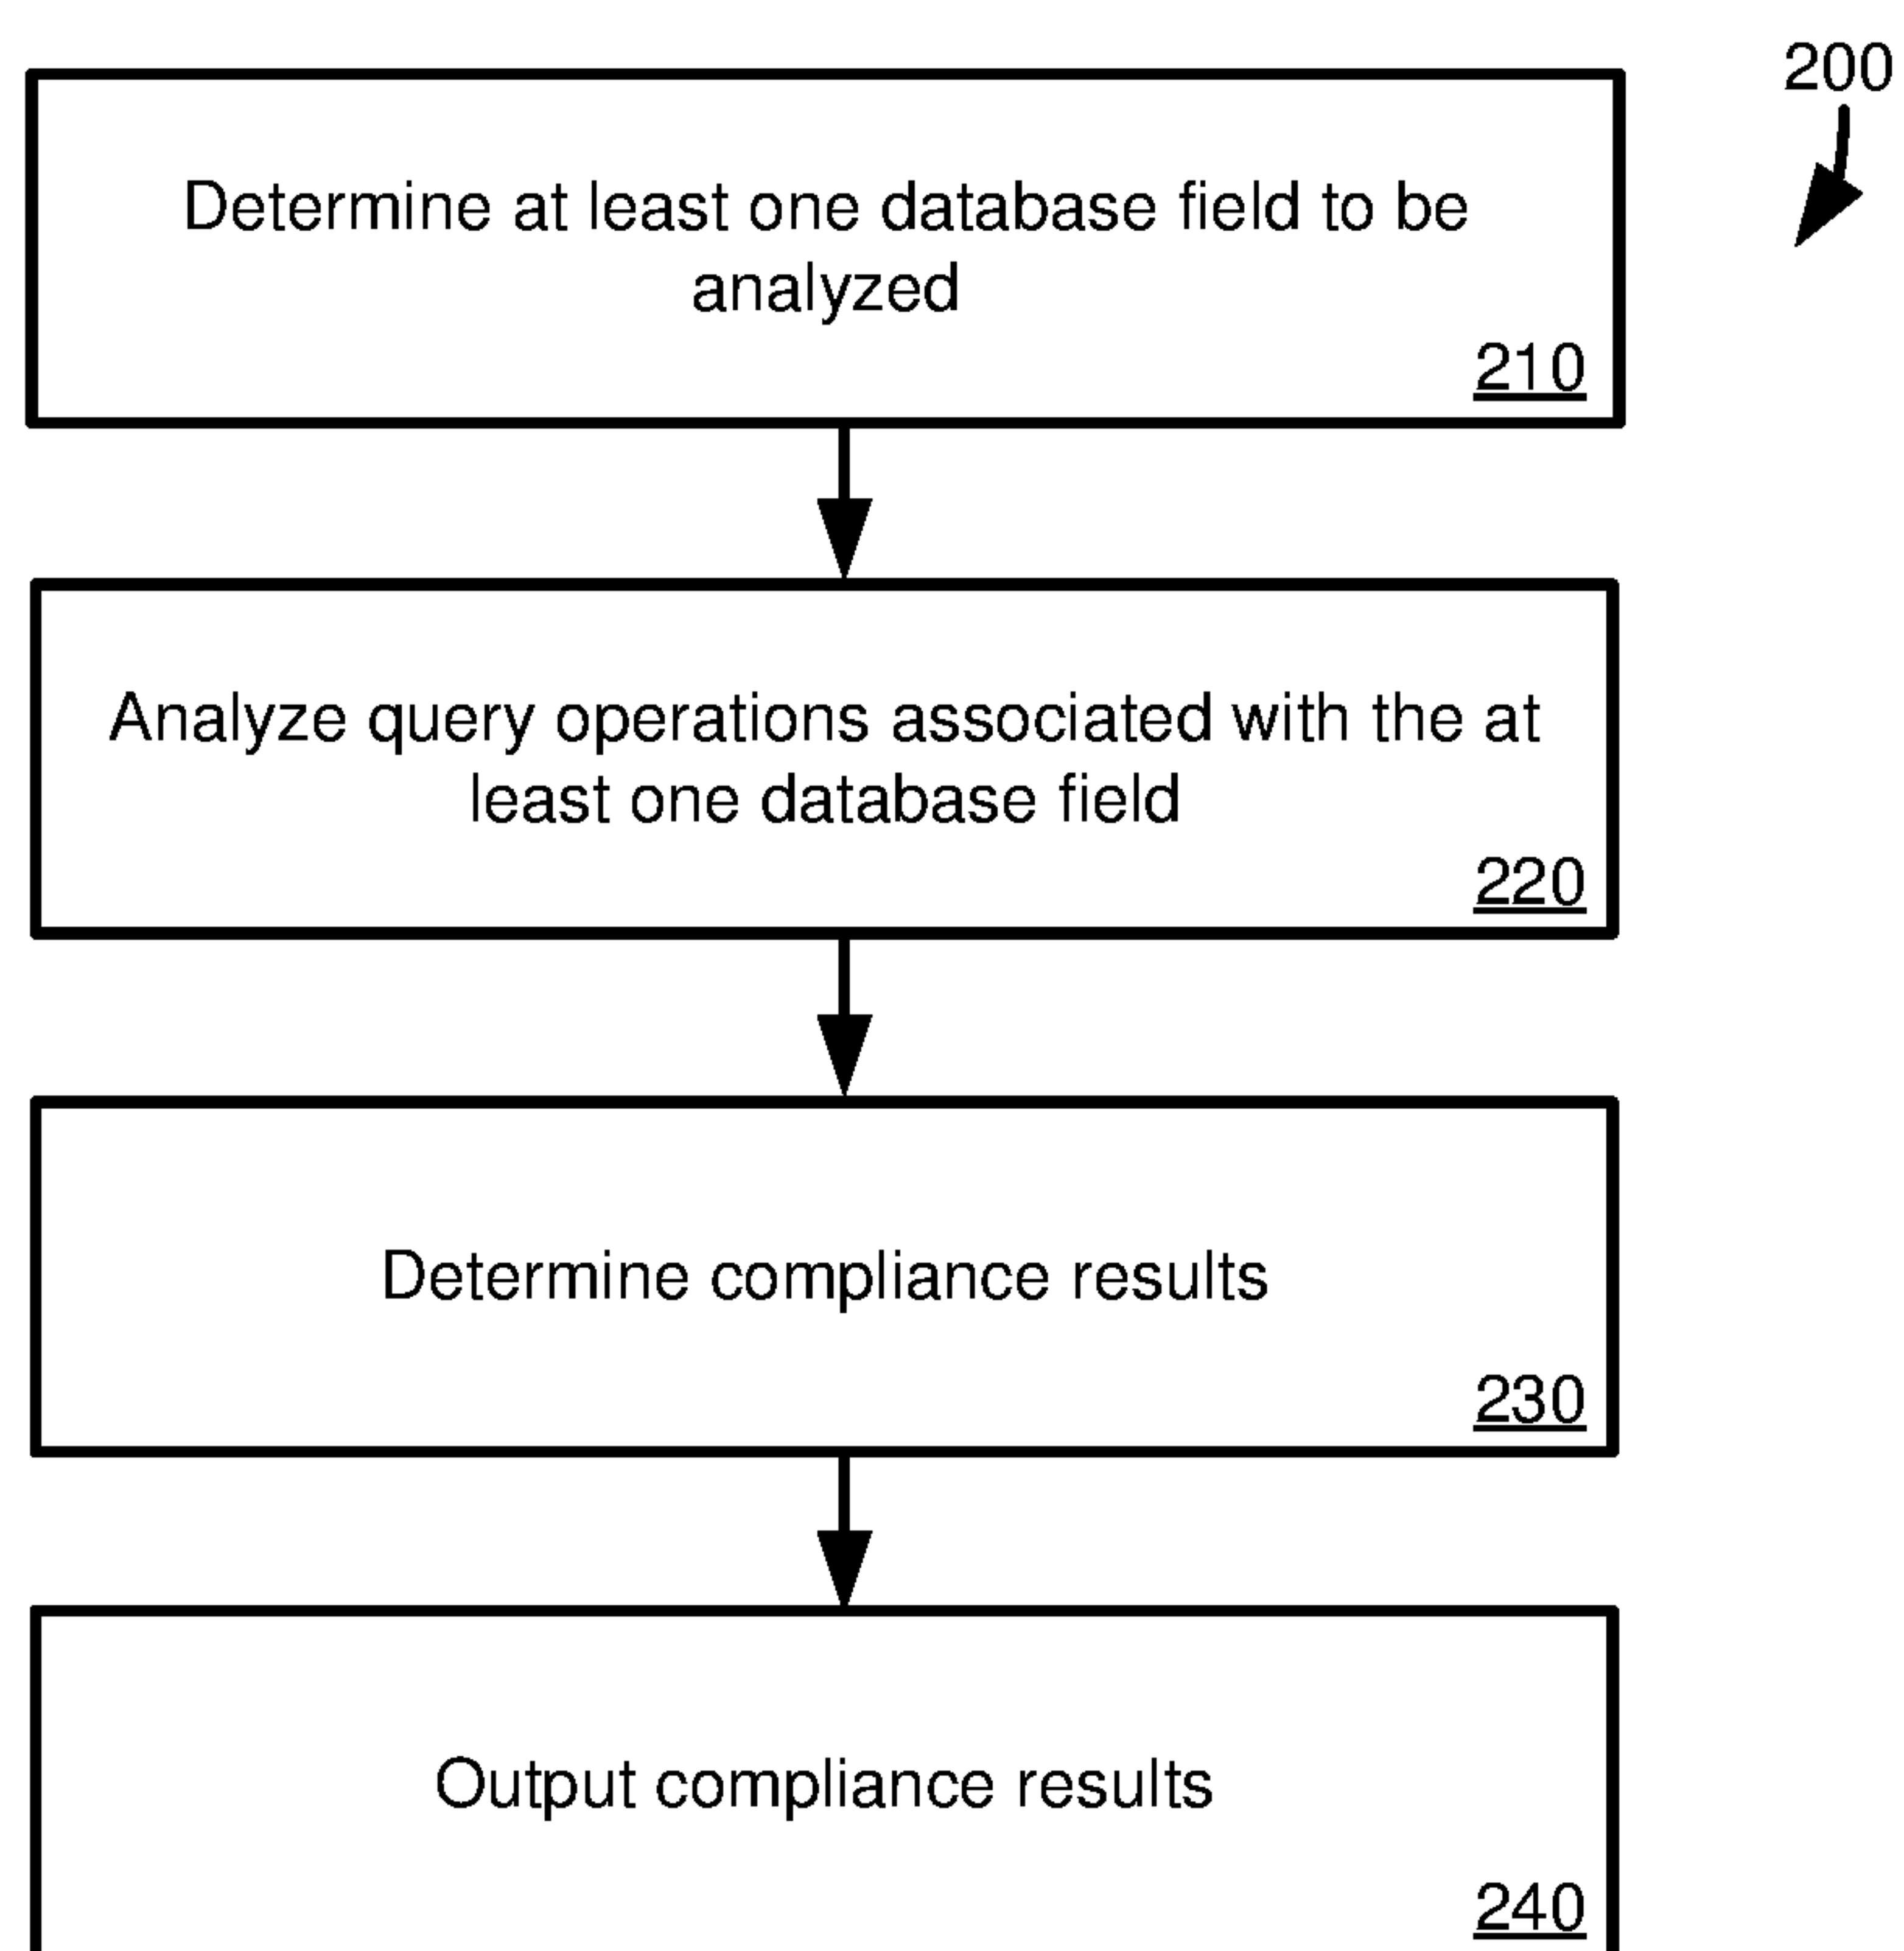 200
Determine at least one database field to be
analyzed
210
Analyze query operations associated with the at
least one database field
220
Determine compliance results
230
Output compliance results
240